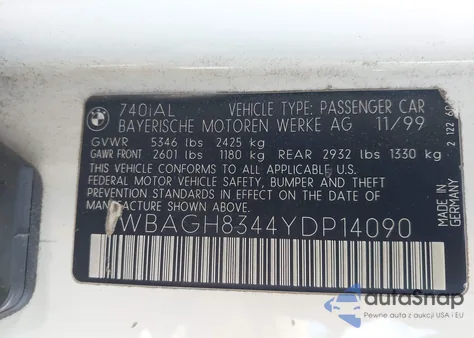 740iAL VEHICLE TYPE: PASSENGER CAR
BAYERISCHE MOTOREN WERKE AG 11/99
GVWR 5346 lbs 2425 kg
GAWR FRONT 2601 lbs 1180 kg REAR 2932 lbs 1330 kg
THIS VEHICLE CONFORMS TO ALL APPLICABLE
FEDERAL MOTOR VEHICLE SAFETY, BUMPER AND THEFT
PREVENTION STANDARDS IN EFFECT ON THE DATE OF
MANUFACTURE SHOWN ABOVE.
WBAGH8344YDP14090
MADE IN GERMANY
2 122
autoSnap
Pewne auta z aukcji USA i EU